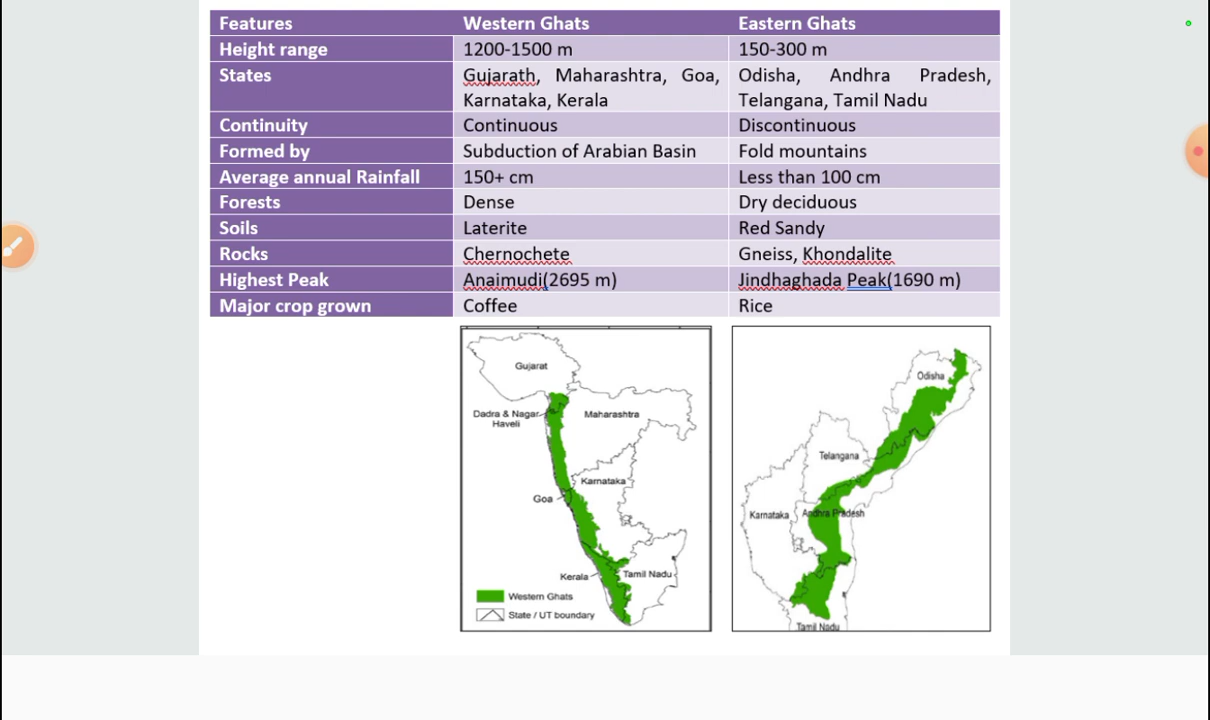 Features Western Ghats Eastern Ghats
Height range 1200-1500 m 150-300 m
States Gujarath, Maharashtra, Goa, Karnataka, Kerala Odisha, Andhra Pradesh, Telangana, Tamil Nadu
Continuity Continuous Discontinuous
Formed by Subduction of Arabian Basin Fold mountains
Average annual Rainfall 150+ cm Less than 100 cm
Forests Dense Dry deciduous
Soils Laterite Red Sandy
Rocks Chernochete Gneiss, Khondalite
Highest Peak Anaimudi(2695 m) Jindhaghada Peak(1690 m)
Major crop grown Coffee Rice
Gujarat
Dadra & Nagar
Haveli
Maharashtra
Karnataka
Goa
Kerala
Tamil Nadu
Western Ghats
State / UT boundary
Odisha
Telangana
Karnataka
Andhra Pradesh
Tamil Nadu